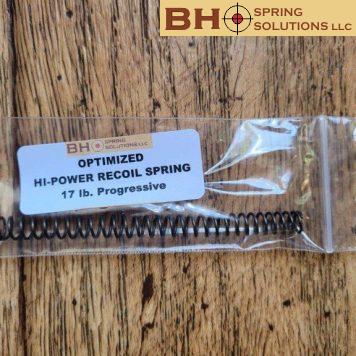 BH SPRING
SOLUTIONS LLC
BH SPRING
SOLUTIONS LLC
OPTIMIZED
HI-POWER RECOIL SPRING
17 lb. Progressive